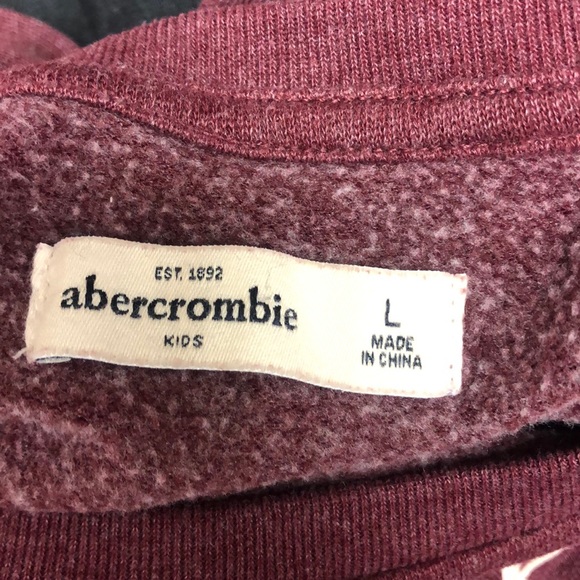 EST. 1892
abercrombie
KIDS
L
MADE
IN CHINA